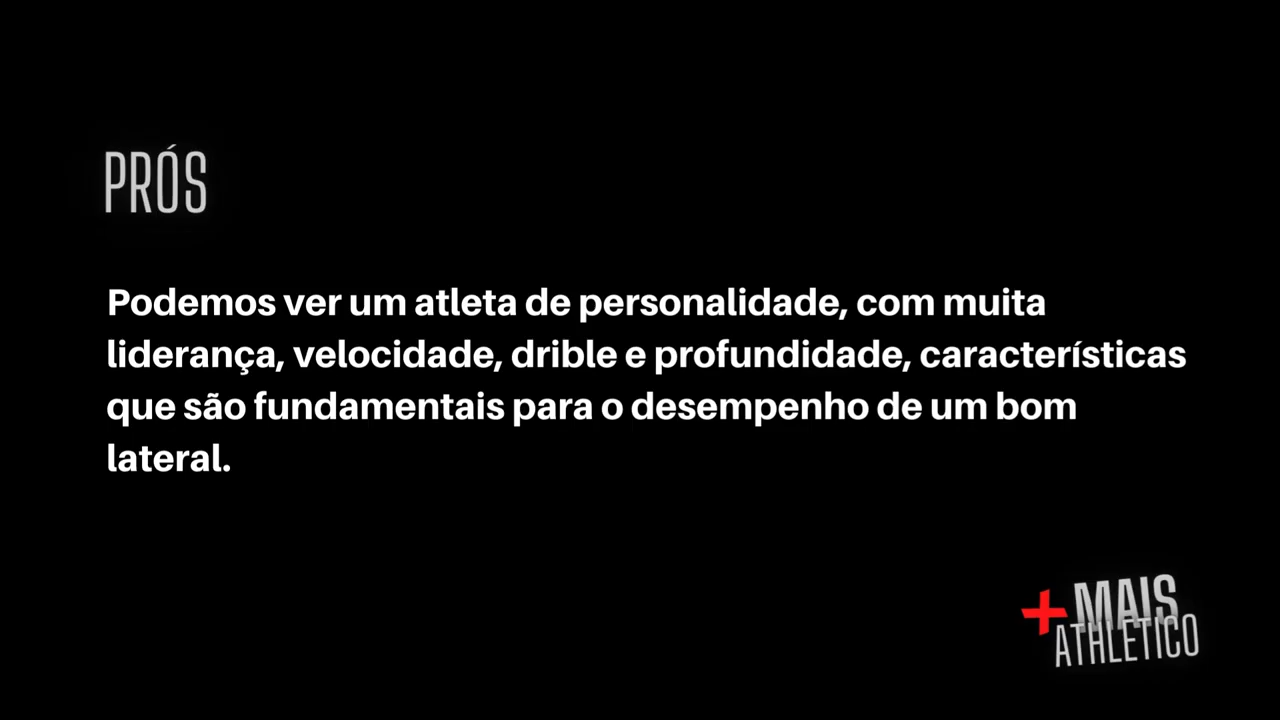 PRÓS
Podemos ver um atleta de personalidade, com muita
liderança, velocidade, drible e profundidade, características
que são fundamentais para o desempenho de um bom
lateral.
+ MAIS
ATHLETICO